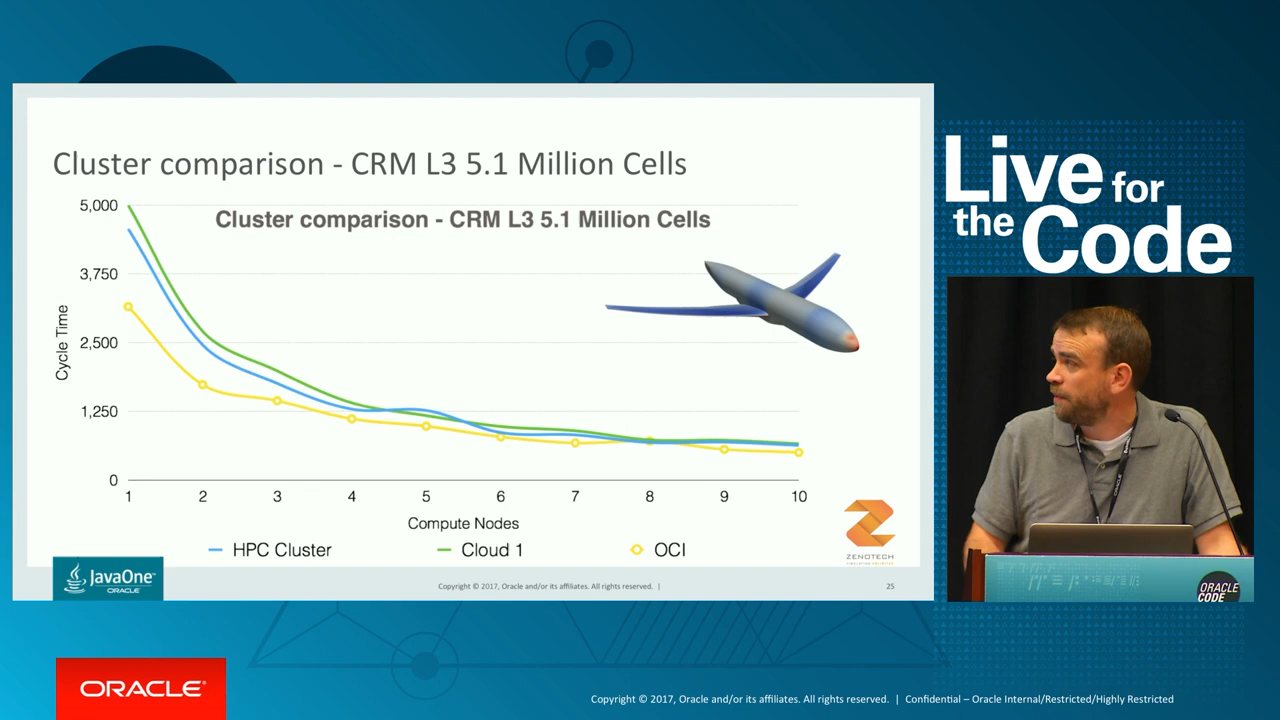 Cluster comparison - CRM L3 5.1 Million Cells
Cluster comparison - CRM L3 5.1 Million Cells
5,000
3,750
2,500
1,250
0
Cycle Time
1 2 3 4 5 6 7 8 9 10
Compute Nodes
HPC Cluster Cloud 1 OCI
ZENOTECH
JavaOne™
ORACLE
Copyright © 2017, Oracle and/or its affiliates. All rights reserved. |
25
Live for
the Code
ORACLE
CODE
ORACLE®
Copyright © 2017, Oracle and/or its affiliates. All rights reserved. | Confidential – Oracle Internal/Restricted/Highly Restricted